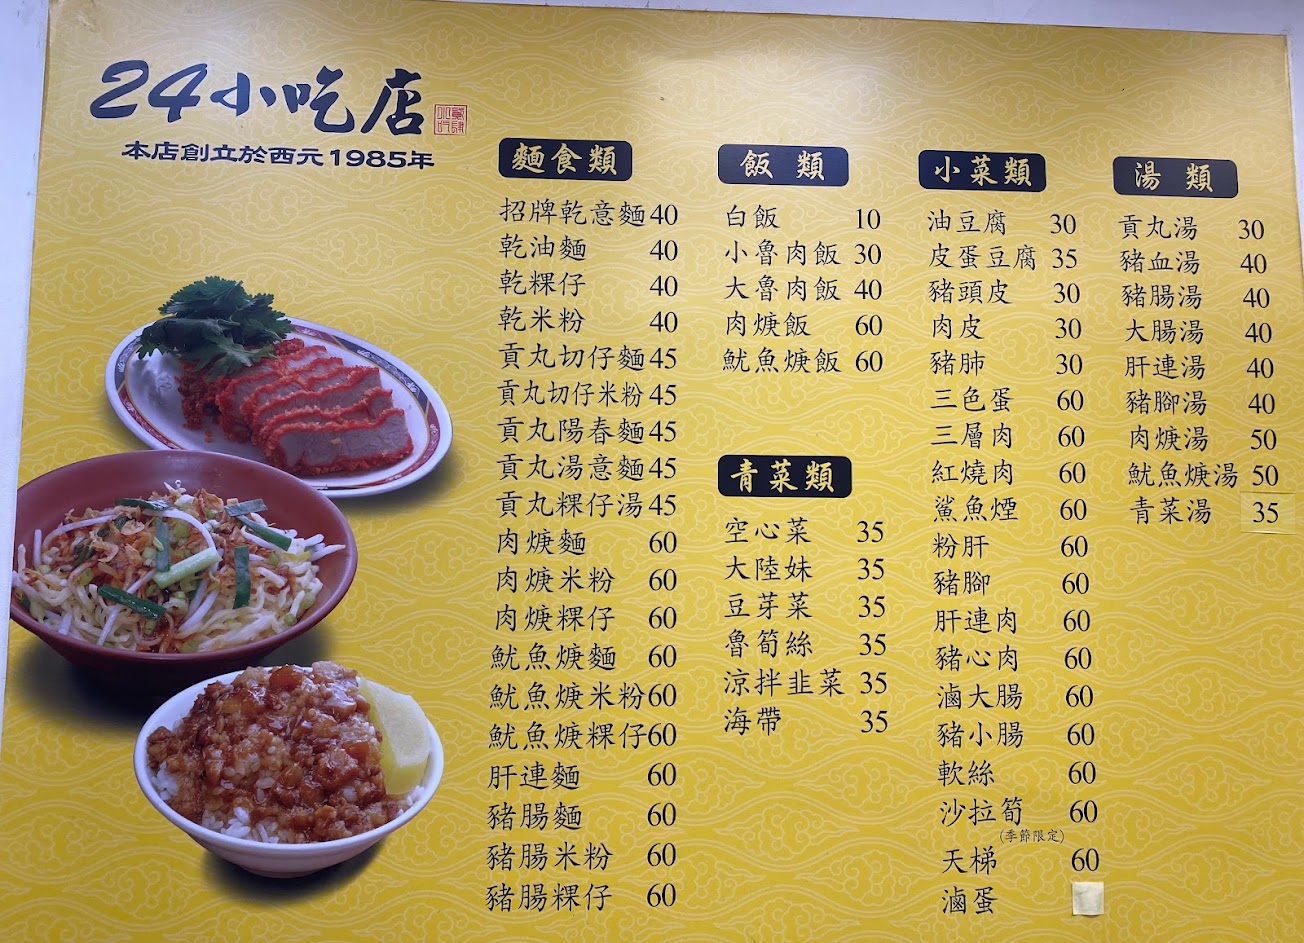 24小吃店
本店創立於西元1985年
麵食類
招牌乾意麵 40
乾油麵 40
乾粿仔 40
乾米粉 40
貢丸切仔麵 45
貢丸切仔米粉 45
貢丸陽春麵 45
貢丸湯意麵 45
貢丸粿仔湯 45
肉焿麵 60
肉焿米粉 60
肉焿粿仔 60
魷魚焿麵 60
魷魚焿米粉 60
魷魚焿粿仔 60
肝連麵 60
豬腸麵 60
豬腸米粉 60
豬腸粿仔 60
飯類
白飯 10
小魯肉飯 30
大魯肉飯 40
肉焿飯 60
魷魚焿飯 60
青菜類
空心菜 35
大陸妹 35
豆芽菜 35
魯筍絲 35
涼拌韭菜 35
海帶 35
小菜類
油豆腐 30
皮蛋豆腐 35
豬頭皮 30
肉皮 30
豬肺 30
三色蛋 60
三層肉 60
紅燒肉 60
鯊魚煙 60
粉肝 60
豬腳 60
肝連肉 60
豬心肉 60
滷大腸 60
豬小腸 60
軟絲 60
沙拉筍 60
(季節限定)
天梯 60
滷蛋
湯類
貢丸湯 30
豬血湯 40
豬腸湯 40
大腸湯 40
肝連湯 40
豬腳湯 40
肉焿湯 50
魷魚焿湯 50
青菜湯 35